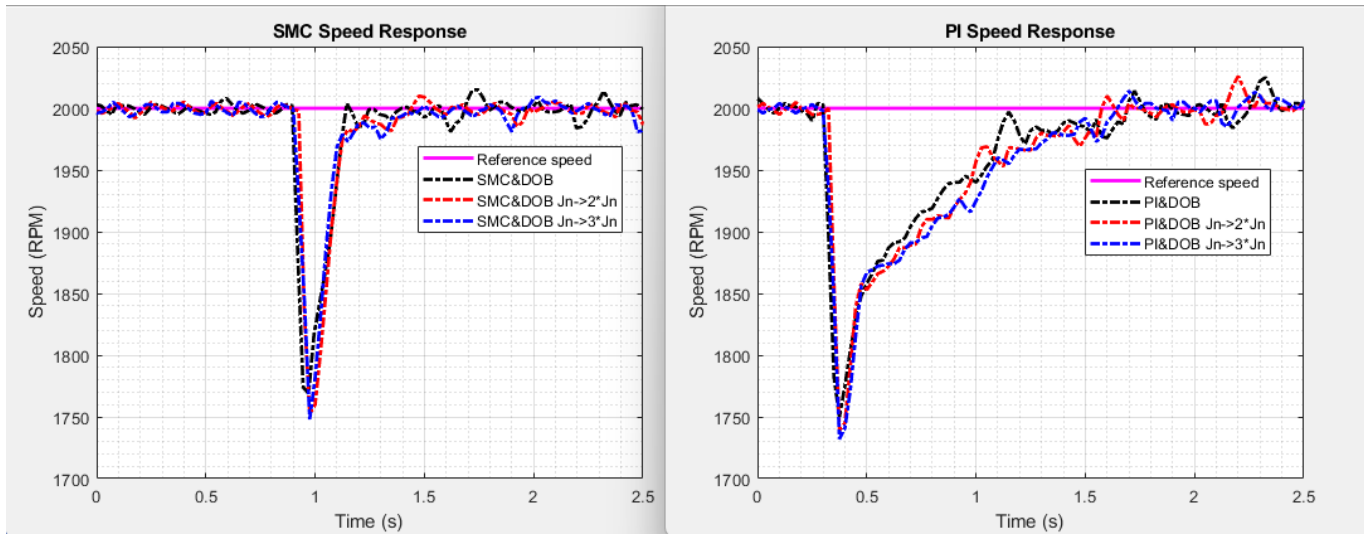 SMC Speed Response
2050
2000
1950
1900
1850
1800
1750
1700
Speed (RPM)
0
0.5
1
1.5
2
2.5
Time (s)
Reference speed
SMC&DOB
SMC&DOB Jn->2*Jn
SMC&DOB Jn->3*Jn
PI Speed Response
2050
2000
1950
1900
1850
1800
1750
1700
Speed (RPM)
0
0.5
1
1.5
2
2.5
Time (s)
Reference speed
PI&DOB
PI&DOB Jn->2*Jn
PI&DOB Jn->3*Jn